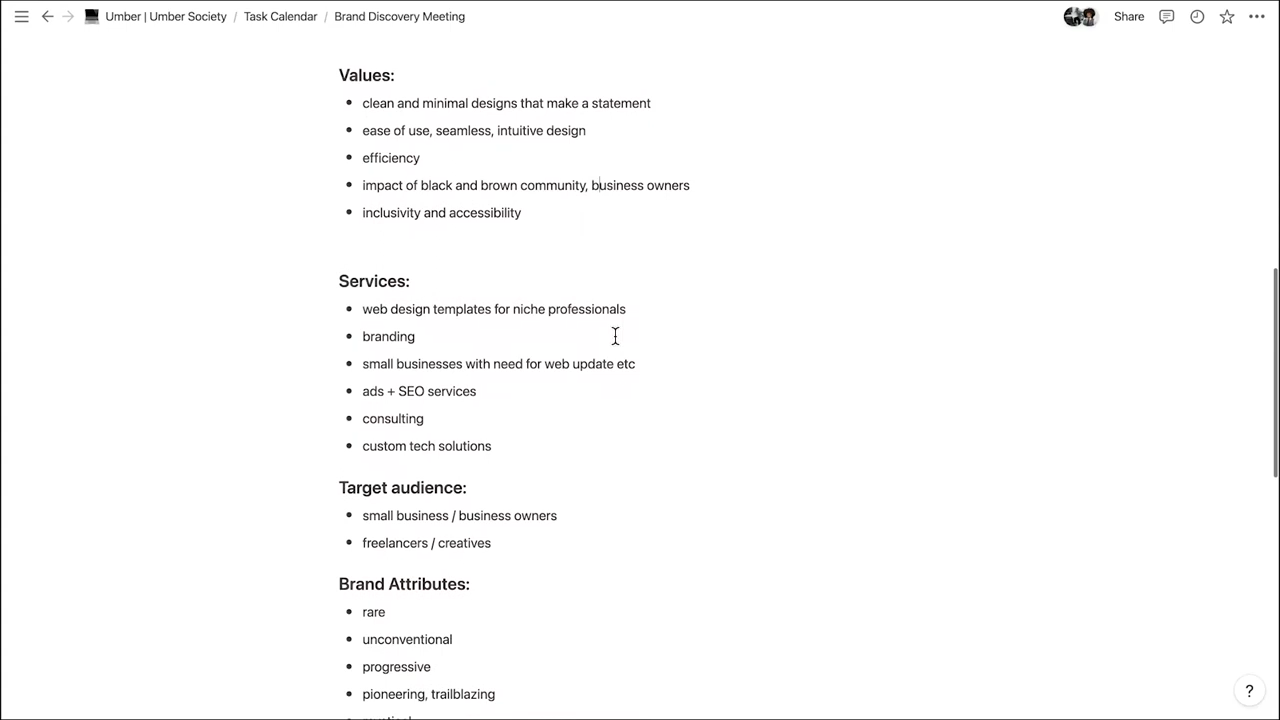 Umber | Umber Society / Task Calendar / Brand Discovery Meeting Share
Values:
• clean and minimal designs that make a statement
• ease of use, seamless, intuitive design
• efficiency
• impact of black and brown community, business owners
• inclusivity and accessibility
Services:
• web design templates for niche professionals
• branding
• small businesses with need for web update etc
• ads + SEO services
• consulting
• custom tech solutions
Target audience:
• small business / business owners
• freelancers / creatives
Brand Attributes:
• rare
• unconventional
• progressive
• pioneering, trailblazing
?